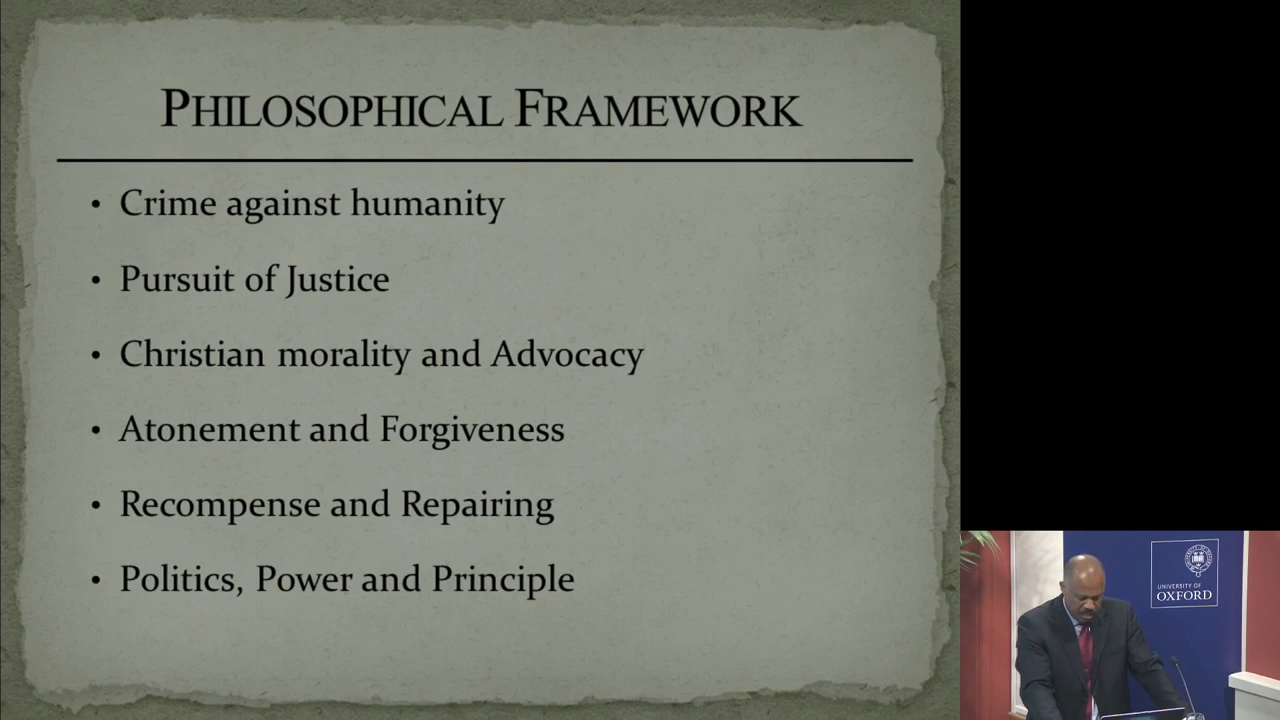 PHILOSOPHICAL FRAMEWORK
• Crime against humanity
• Pursuit of Justice
• Christian morality and Advocacy
• Atonement and Forgiveness
• Recompense and Repairing
• Politics, Power and Principle
UNIVERSITY OF
OXFORD